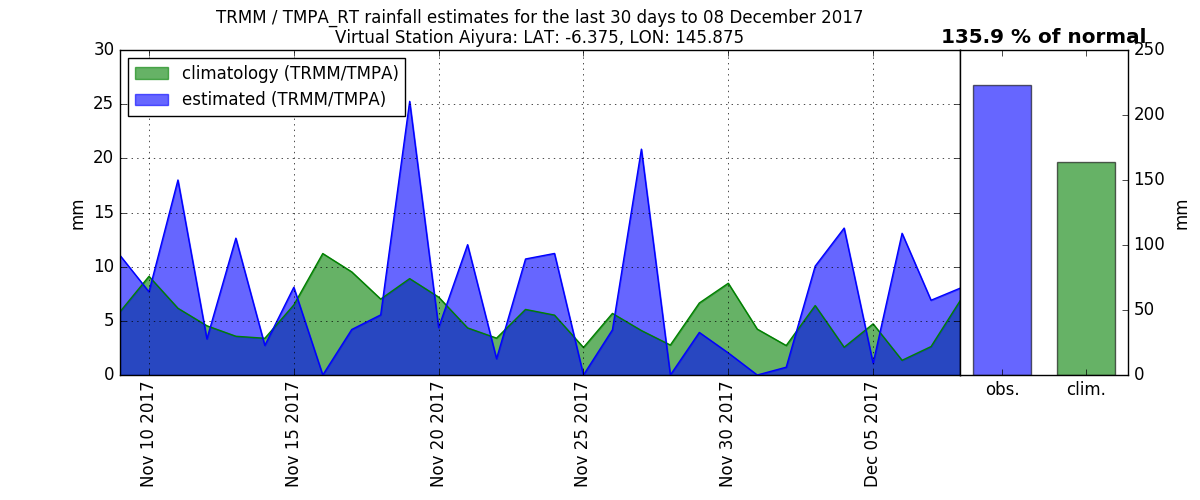 TRMM / TMPA_RT rainfall estimates for the last 30 days to 08 December 2017
Virtual Station Aiyura: LAT: -6.375, LON: 145.875
135.9 % of normal
climatology (TRMM/TMPA)
estimated (TRMM/TMPA)
30
25
20
15
10
5
0
mm
Nov 10 2017
Nov 15 2017
Nov 20 2017
Nov 25 2017
Nov 30 2017
Dec 05 2017
250
200
150
100
50
0
mm
obs.
clim.